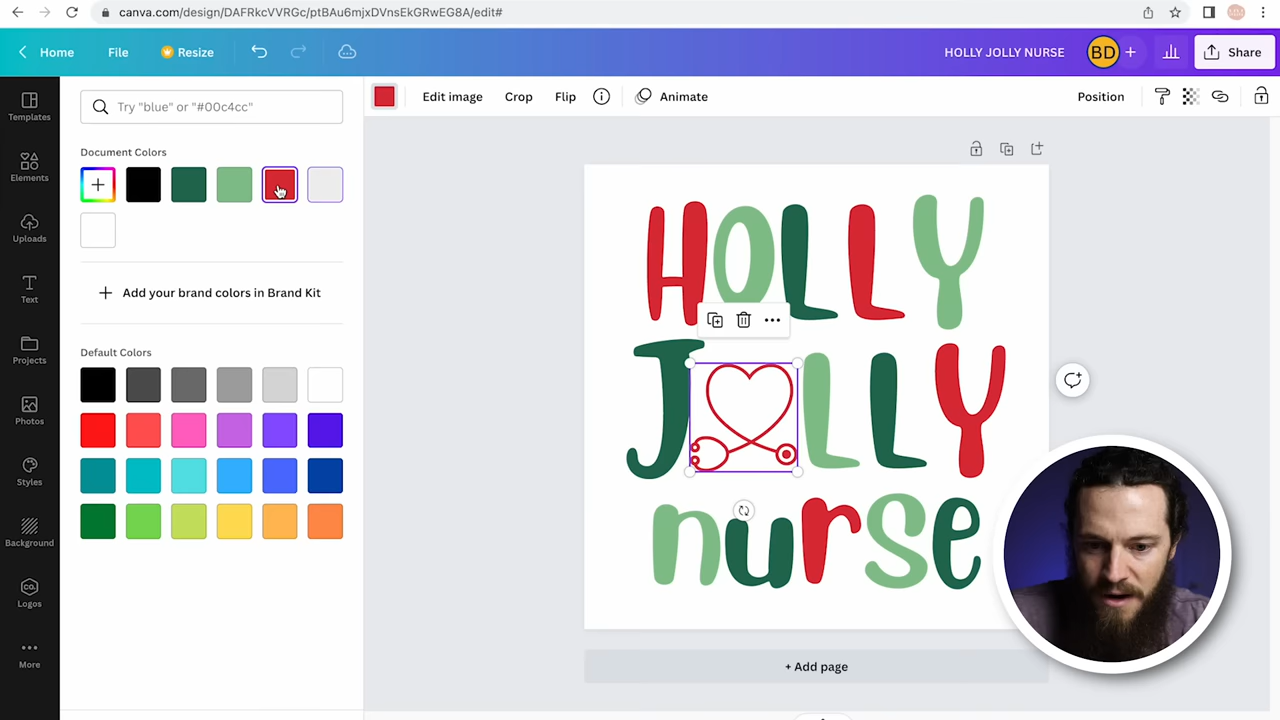 canva.com/design/DAFRkcVVRGc/ptBAu6mjxDVnsEkGRwEG8A/edit#
Home File Resize HOLLY JOLLY NURSE BD + Share
Templates
Elements
Uploads
Text
Projects
Photos
Styles
Background
CO.
Logos
More
Try "blue" or "#00c4cc"
Document Colors
+ Add your brand colors in Brand Kit
Default Colors
Edit image Crop Flip Animate Position
HOLLY
J LLY
nurse
+ Add page